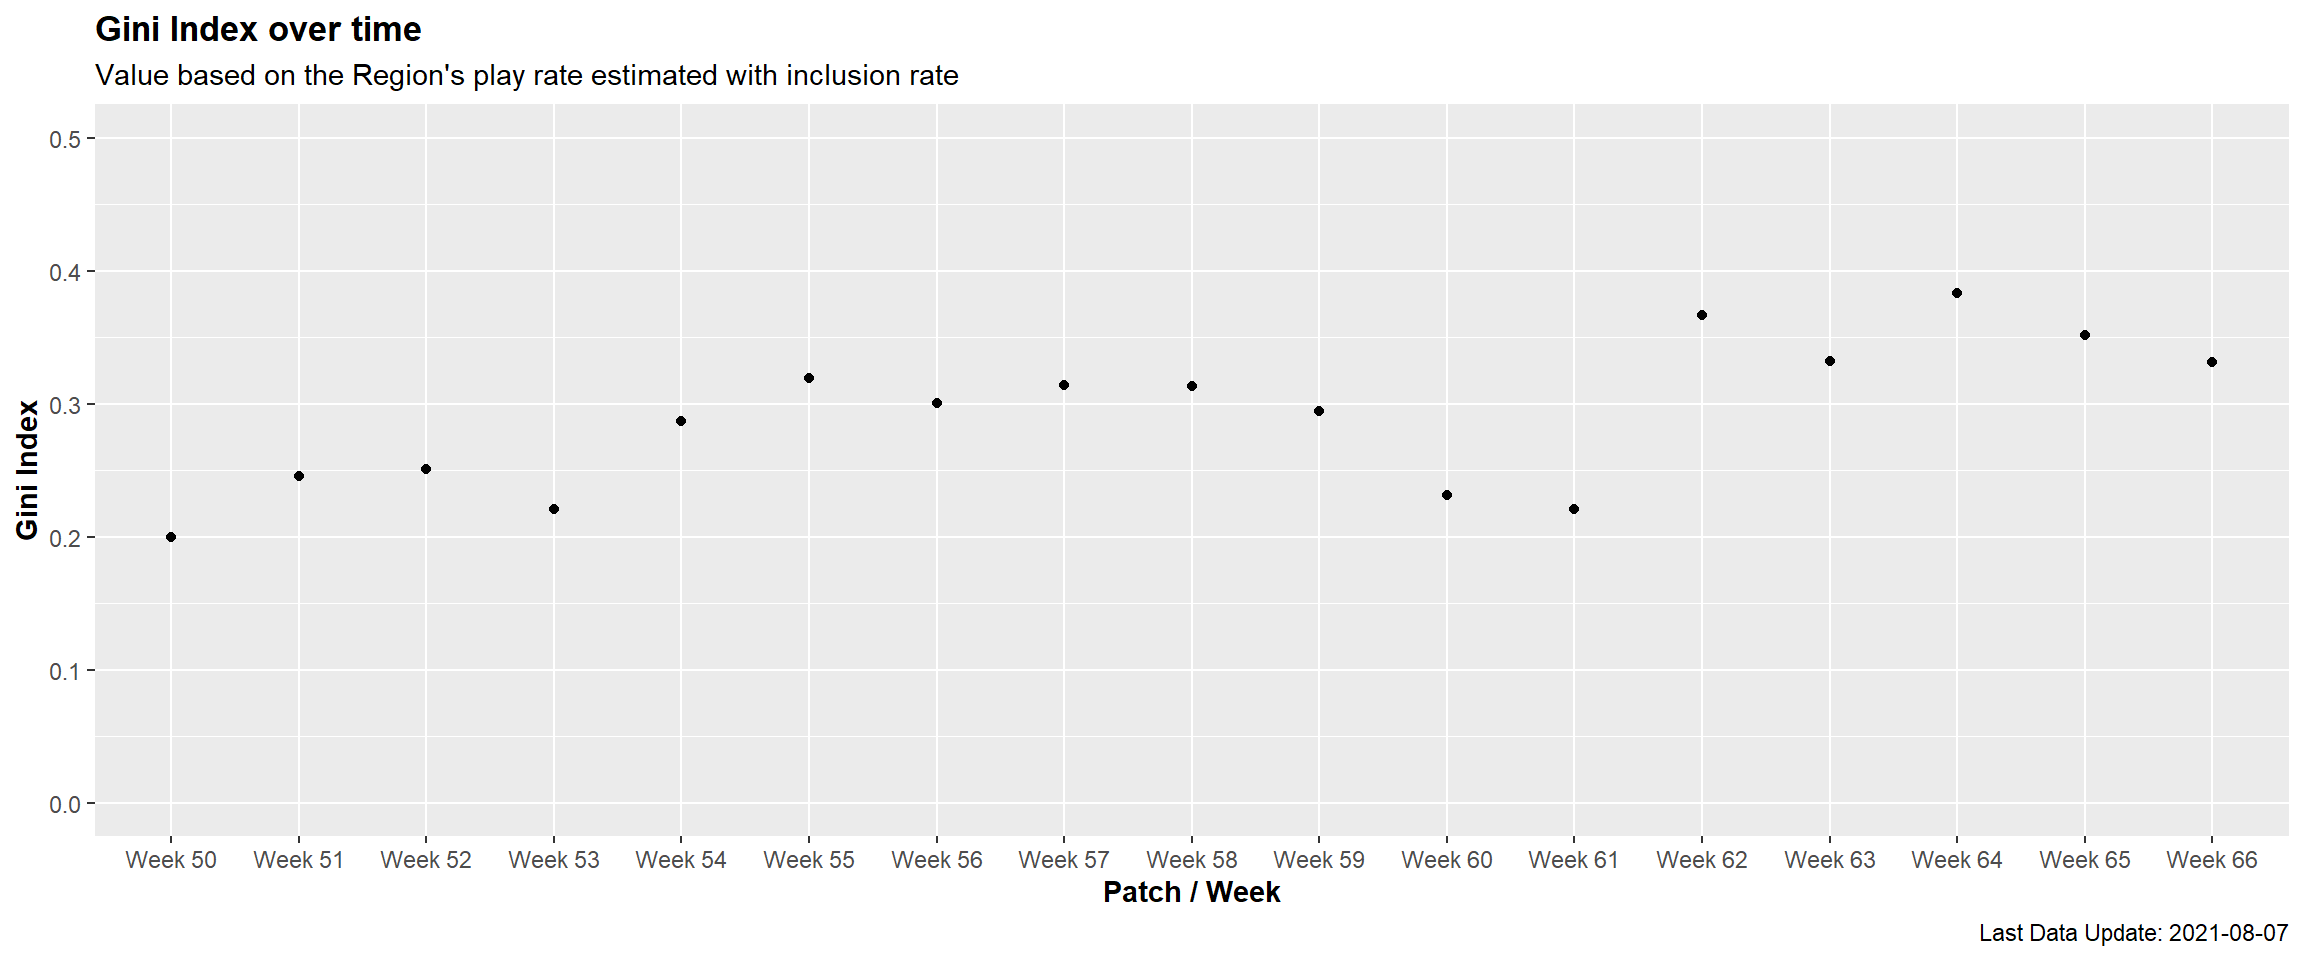 Gini Index over time
Value based on the Region's play rate estimated with inclusion rate
0.5
0.4
0.3
0.2
0.1
0.0
Gini Index
Week 50 Week 51 Week 52 Week 53 Week 54 Week 55 Week 56 Week 57 Week 58 Week 59 Week 60 Week 61 Week 62 Week 63 Week 64 Week 65 Week 66
Patch / Week
Last Data Update: 2021-08-07